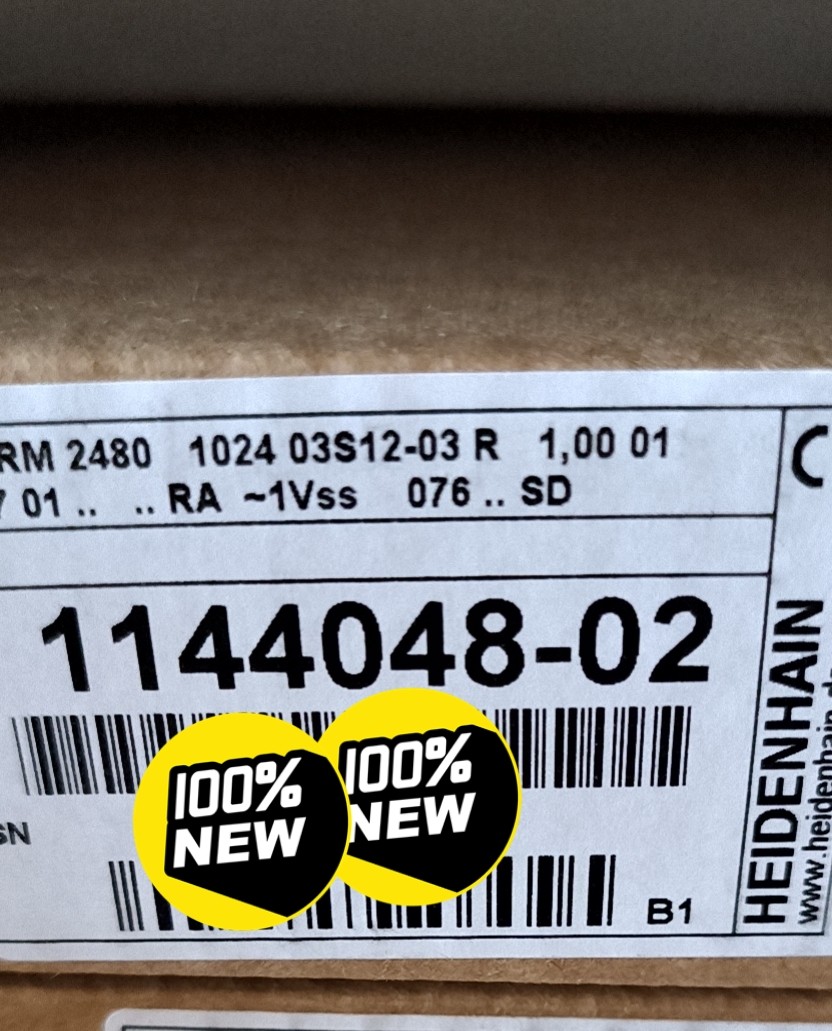 RM 2480 1024 03S12-03 R 1,00 01
01 .. .. RA ~1Vss 076 .. SD
1144048-02
100%
NEW
100%
NEW
SN
B1
HEIDENHAIN
www.heidenhain.de